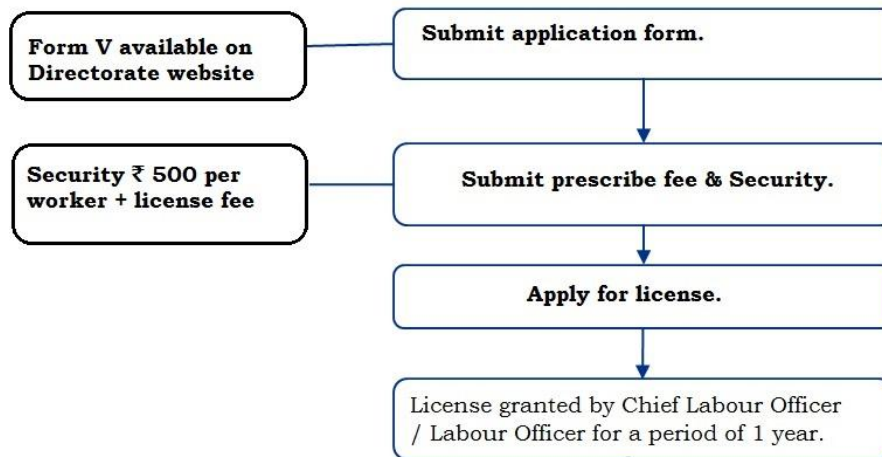 Form V available on
Directorate website
Submit application form.
Security ₹ 500 per
worker + license fee
Submit prescribe fee & Security.
Apply for license.
License granted by Chief Labour Officer
/ Labour Officer for a period of 1 year.